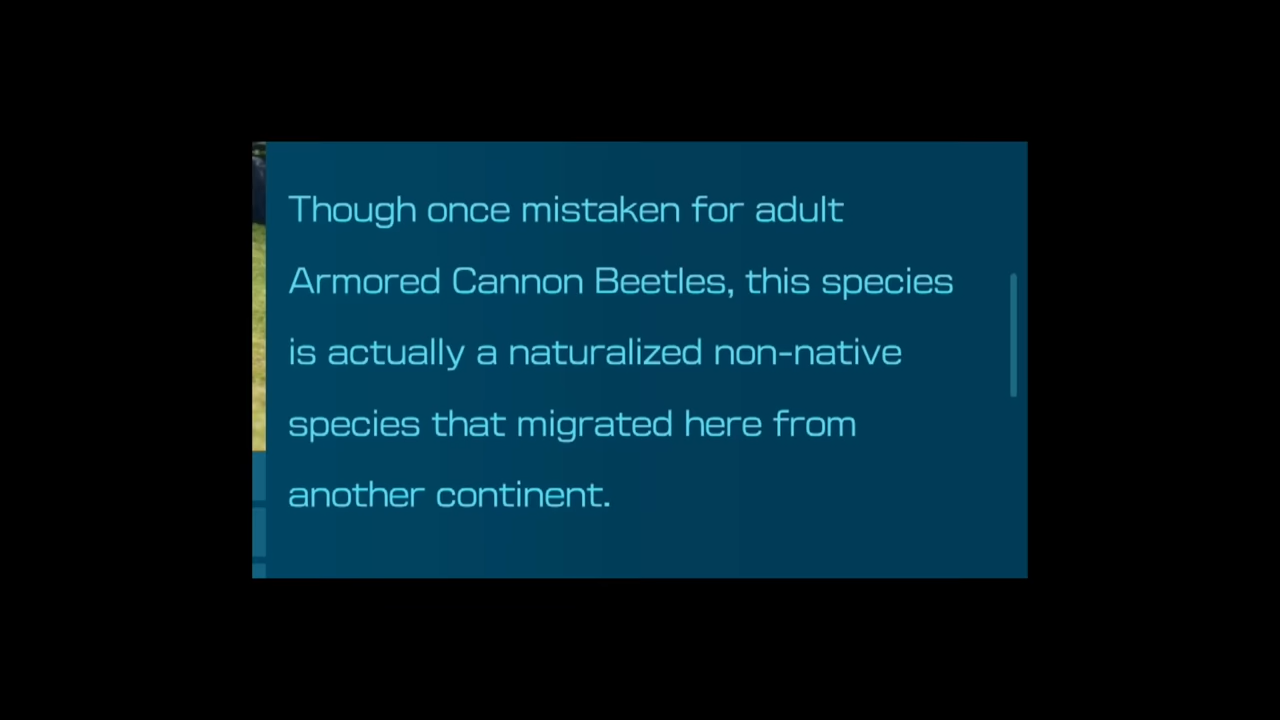 Though once mistaken for adult
Armored Cannon Beetles, this species
is actually a naturalized non-native
species that migrated here from
another continent.